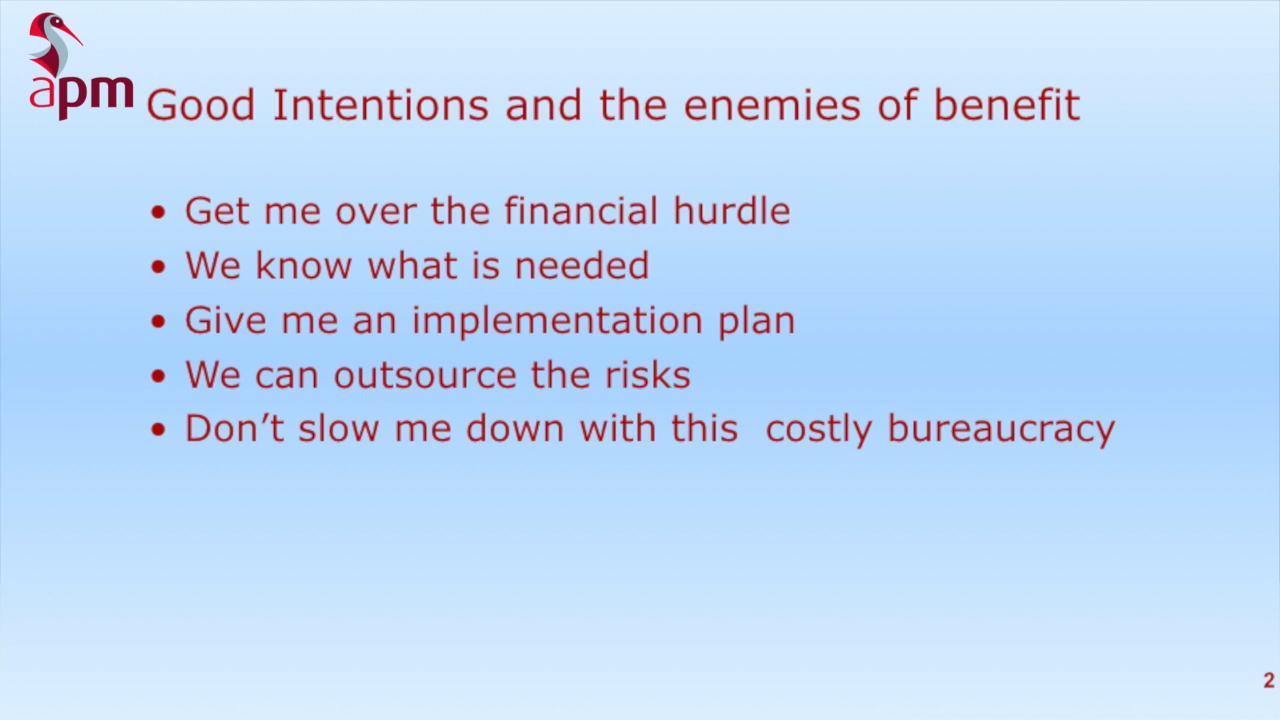 apm
Good Intentions and the enemies of benefit
• Get me over the financial hurdle
• We know what is needed
• Give me an implementation plan
• We can outsource the risks
• Don’t slow me down with this  costly bureaucracy
2